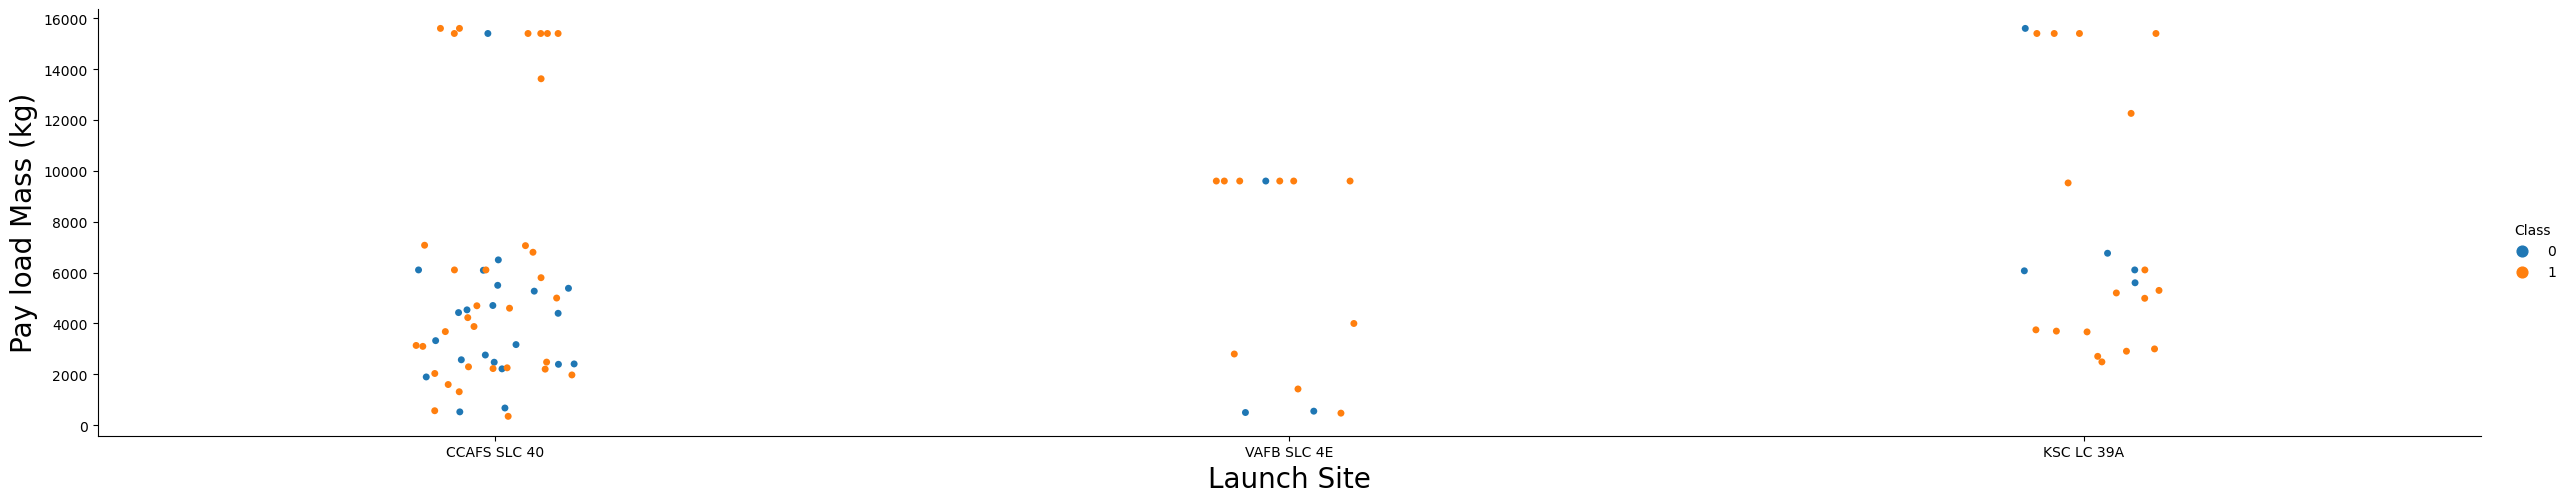 16000
14000
12000
10000
8000
6000
4000
2000
0
Pay load Mass (kg)
CCAFS SLC 40
VAFB SLC 4E
KSC LC 39A
Launch Site
Class
0
1